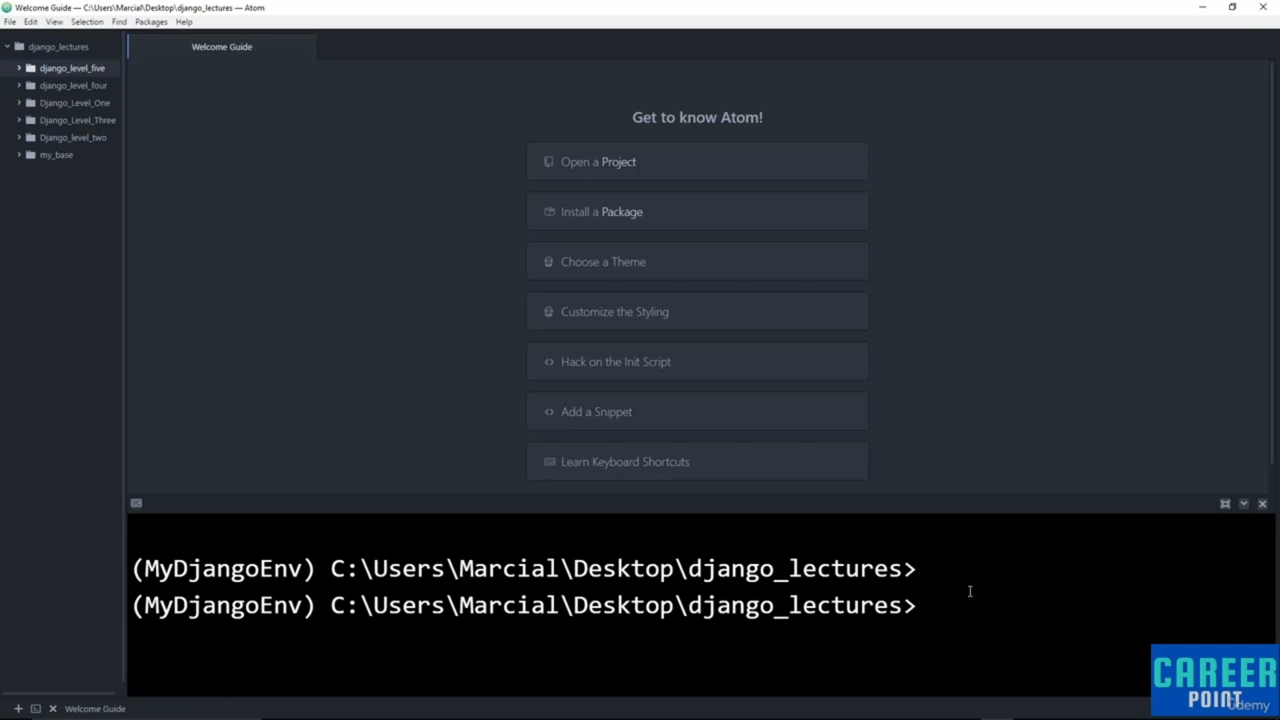 Welcome Guide — C:\Users\Marcial\Desktop\django_lectures — Atom
File Edit View Selection Find Packages Help
django_lectures
django_level_five
django_level_four
Django_Level_One
Django_Level_Three
Django_level_two
my_base
Welcome Guide
Get to know Atom!
Open a Project
Install a Package
Choose a Theme
Customize the Styling
Hack on the Init Script
Add a Snippet
Learn Keyboard Shortcuts
(MyDjangoEnv) C:\Users\Marcial\Desktop\django_lectures>
(MyDjangoEnv) C:\Users\Marcial\Desktop\django_lectures>
CAREER
POINT
Udemy
Welcome Guide